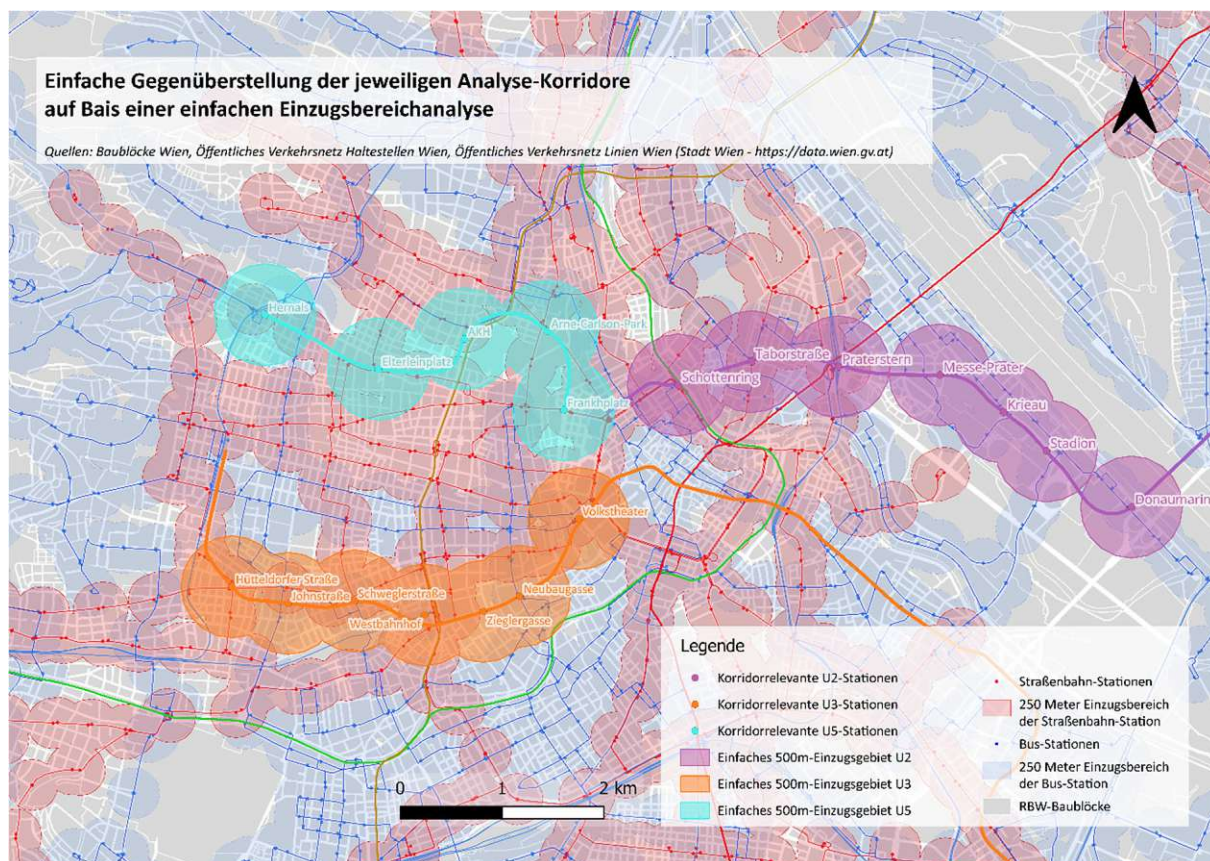 Einfache Gegenüberstellung der jeweiligen Analyse-Korridore
auf Bais einer einfachen Einzugsbereichanalyse
Quellen: Baublöcke Wien, Öffentliches Verkehrsnetz Haltestellen Wien, Öffentliches Verkehrsnetz Linien Wien (Stadt Wien - https://data.wien.gv.at)
Hernals
AKH
Arne-Carlson-Park
Elterleinplatz
Frankhplatz
Schottenring
Taborstraße
Praterstern
Messe-Prater
Krieau
Stadion
Donaumarin
Volkstheater
Hütteldorfer Straße
Johnstraße
Schweglerstraße
Westbahnhof
Zieglergasse
Neubaugasse
Legende
Korridorrelevante U2-Stationen
Korridorrelevante U3-Stationen
Korridorrelevante U5-Stationen
Einfaches 500m-Einzugsgebiet U2
Einfaches 500m-Einzugsgebiet U3
Einfaches 500m-Einzugsgebiet U5
Straßenbahn-Stationen
250 Meter Einzugsbereich
der Straßenbahn-Station
Bus-Stationen
250 Meter Einzugsbereich
der Bus-Station
RBW-Baublöcke
0 1 2 km